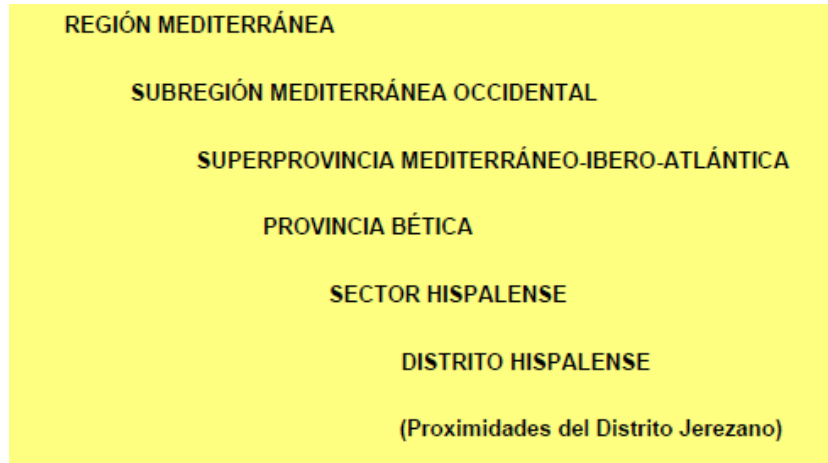 REGIÓN MEDITERRÁNEA
SUBREGIÓN MEDITERRÁNEA OCCIDENTAL
SUPERPROVINCIA MEDITERRÁNEO-IBERO-ATLÁNTICA
PROVINCIA BÉTICA
SECTOR HISPALENSE
DISTRITO HISPALENSE
(Proximidades del Distrito Jerezano)